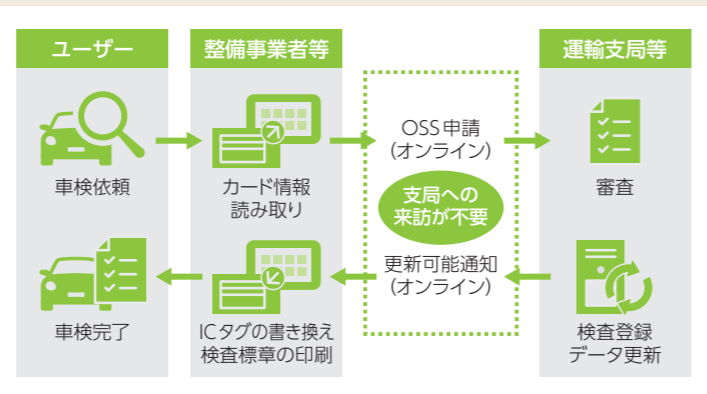 ユーザー
整備事業者等
運輸支局等
車検依頼
カード情報
読み取り
OSS申請
(オンライン)
審査
支局への
来訪が不要
車検完了
ICタグの書き換え
検査標章の印刷
更新可能通知
(オンライン)
検査登録
データ更新